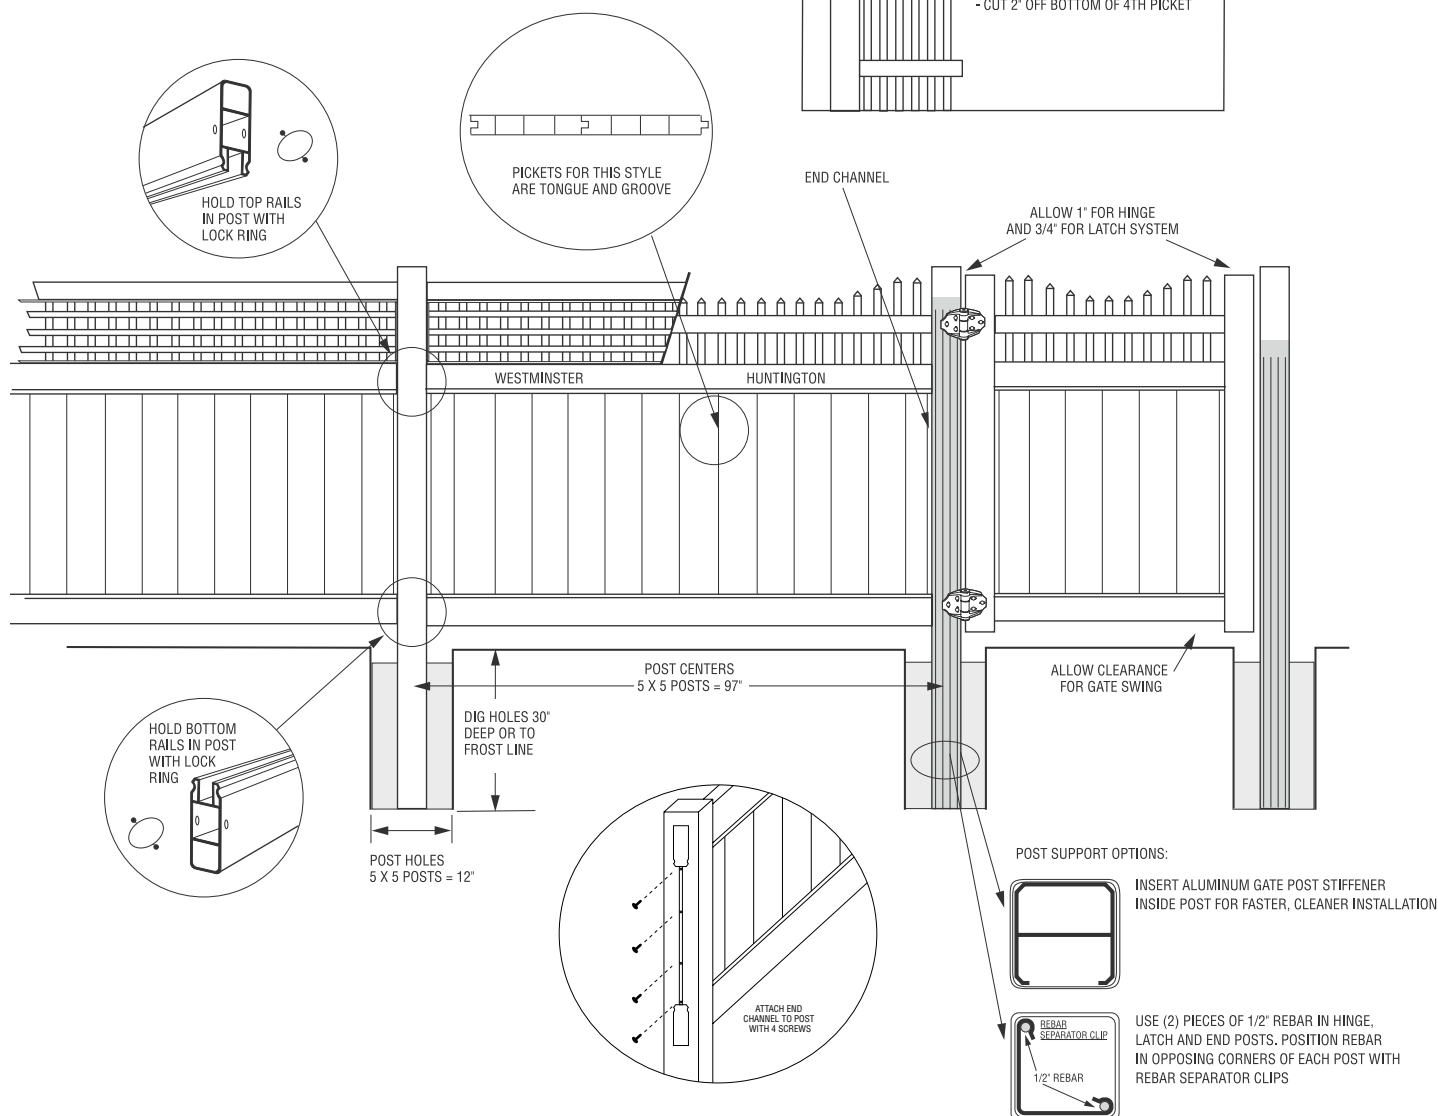 - CUT 2" OFF BOTTOM OF 4TH PICKET
HOLD TOP RAILS
IN POST WITH
LOCK RING
PICKETS FOR THIS STYLE
ARE TONGUE AND GROOVE
END CHANNEL
ALLOW 1" FOR HINGE
AND 3/4" FOR LATCH SYSTEM
WESTMINSTER
HUNTINGTON
POST CENTERS
5 X 5 POSTS = 97"
ALLOW CLEARANCE
FOR GATE SWING
DIG HOLES 30"
DEEP OR TO
FROST LINE
HOLD BOTTOM
RAILS IN POST
WITH LOCK
RING
POST HOLES
5 X 5 POSTS = 12"
ATTACH END
CHANNEL TO POST
WITH 4 SCREWS
POST SUPPORT OPTIONS:
INSERT ALUMINUM GATE POST STIFFENER
INSIDE POST FOR FASTER, CLEANER INSTALLATION
REBAR
SEPARATOR CLIP
1/2" REBAR
USE (2) PIECES OF 1/2" REBAR IN HINGE,
LATCH AND END POSTS. POSITION REBAR
IN OPPOSING CORNERS OF EACH POST WITH
REBAR SEPARATOR CLIPS